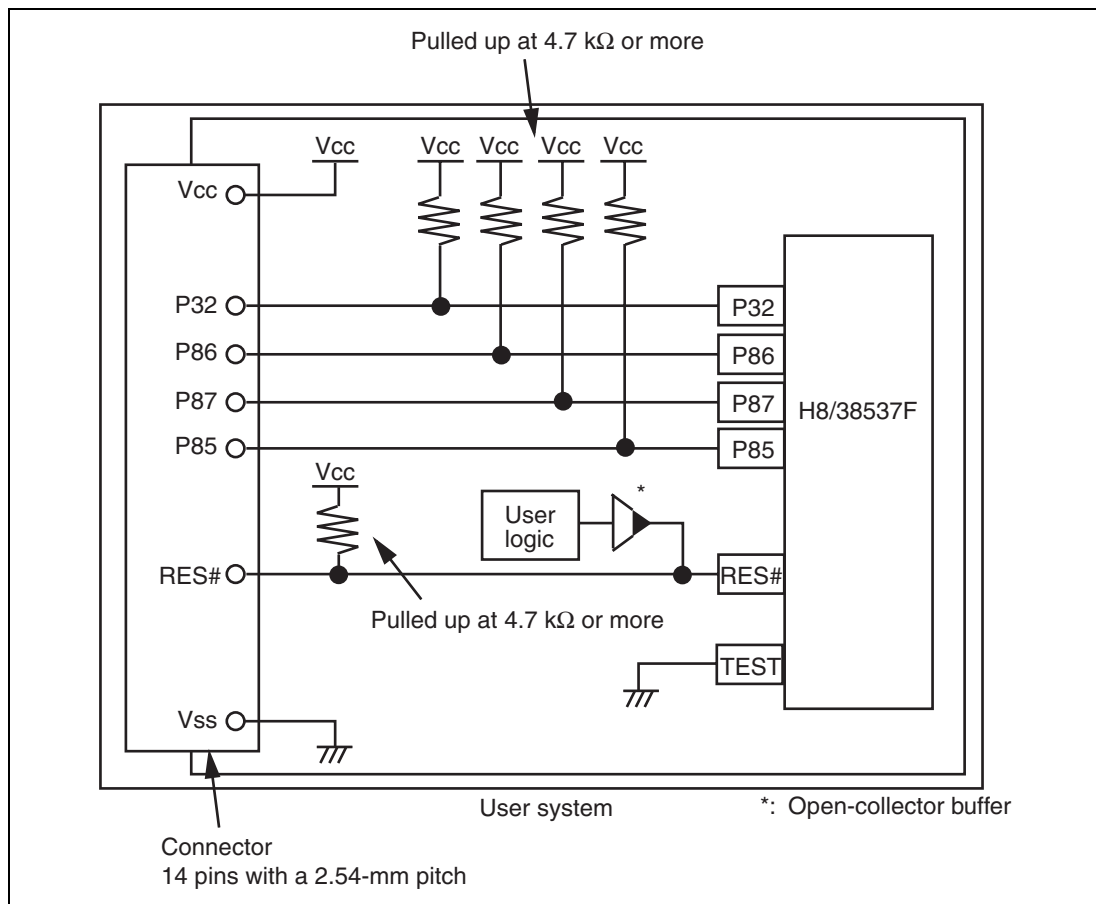 Pulled up at 4.7 kΩ or more
Vcc
Vcc
Vcc
Vcc
Vcc
Vcc
P32
P86
P87
P85
P32
P86
P87
P85
H8/38537F
Vcc
*
User
logic
RES#
RES#
Pulled up at 4.7 kΩ or more
TEST
Vss
User system
*: Open-collector buffer
Connector
14 pins with a 2.54-mm pitch